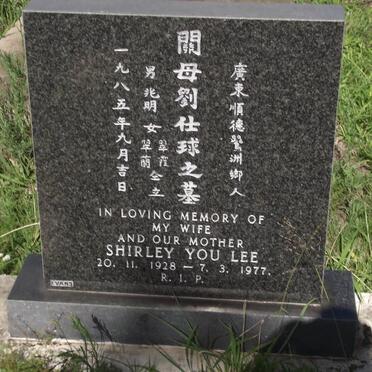 廣東順德鷺洲鄉人
關母劉仕球之墓
男兆明 女翠霞 翠蘭 仝立
一九八五年九月吉日
IN LOVING MEMORY OF
MY WIFE
AND OUR MOTHER
SHIRLEY YOU LEE
20. 11. 1928 — 7. 3. 1977.
R. I. P.
EVANS